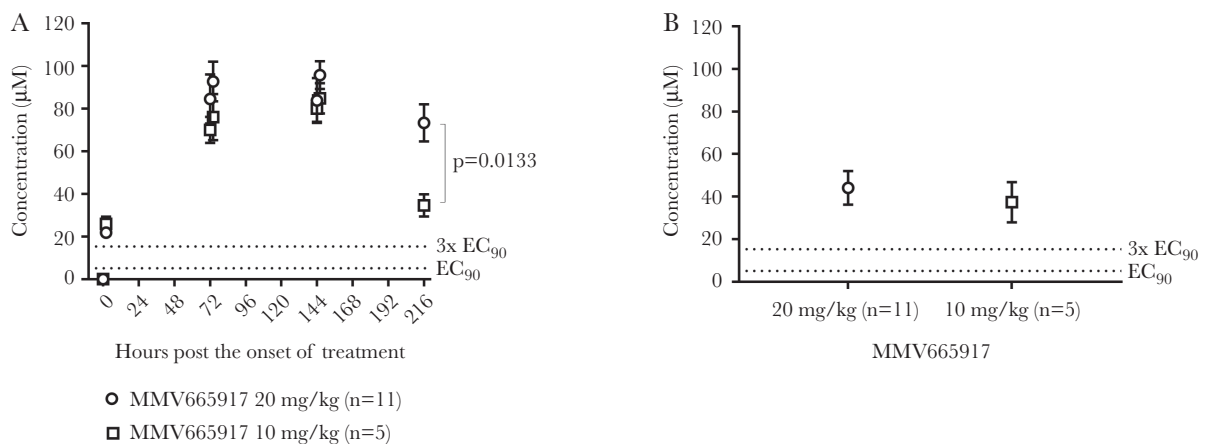 A
Concentration (µM)
120
100
80
60
40
20
0
p=0.0133
3x EC90
EC90
0 24 48 72 96 120 144 168 192 216
Hours post the onset of treatment
MMV665917 20 mg/kg (n=11)
MMV665917 10 mg/kg (n=5)
B
Concentration (µM)
120
100
80
60
40
20
0
3x EC90
EC90
20 mg/kg (n=11) 10 mg/kg (n=5)
MMV665917